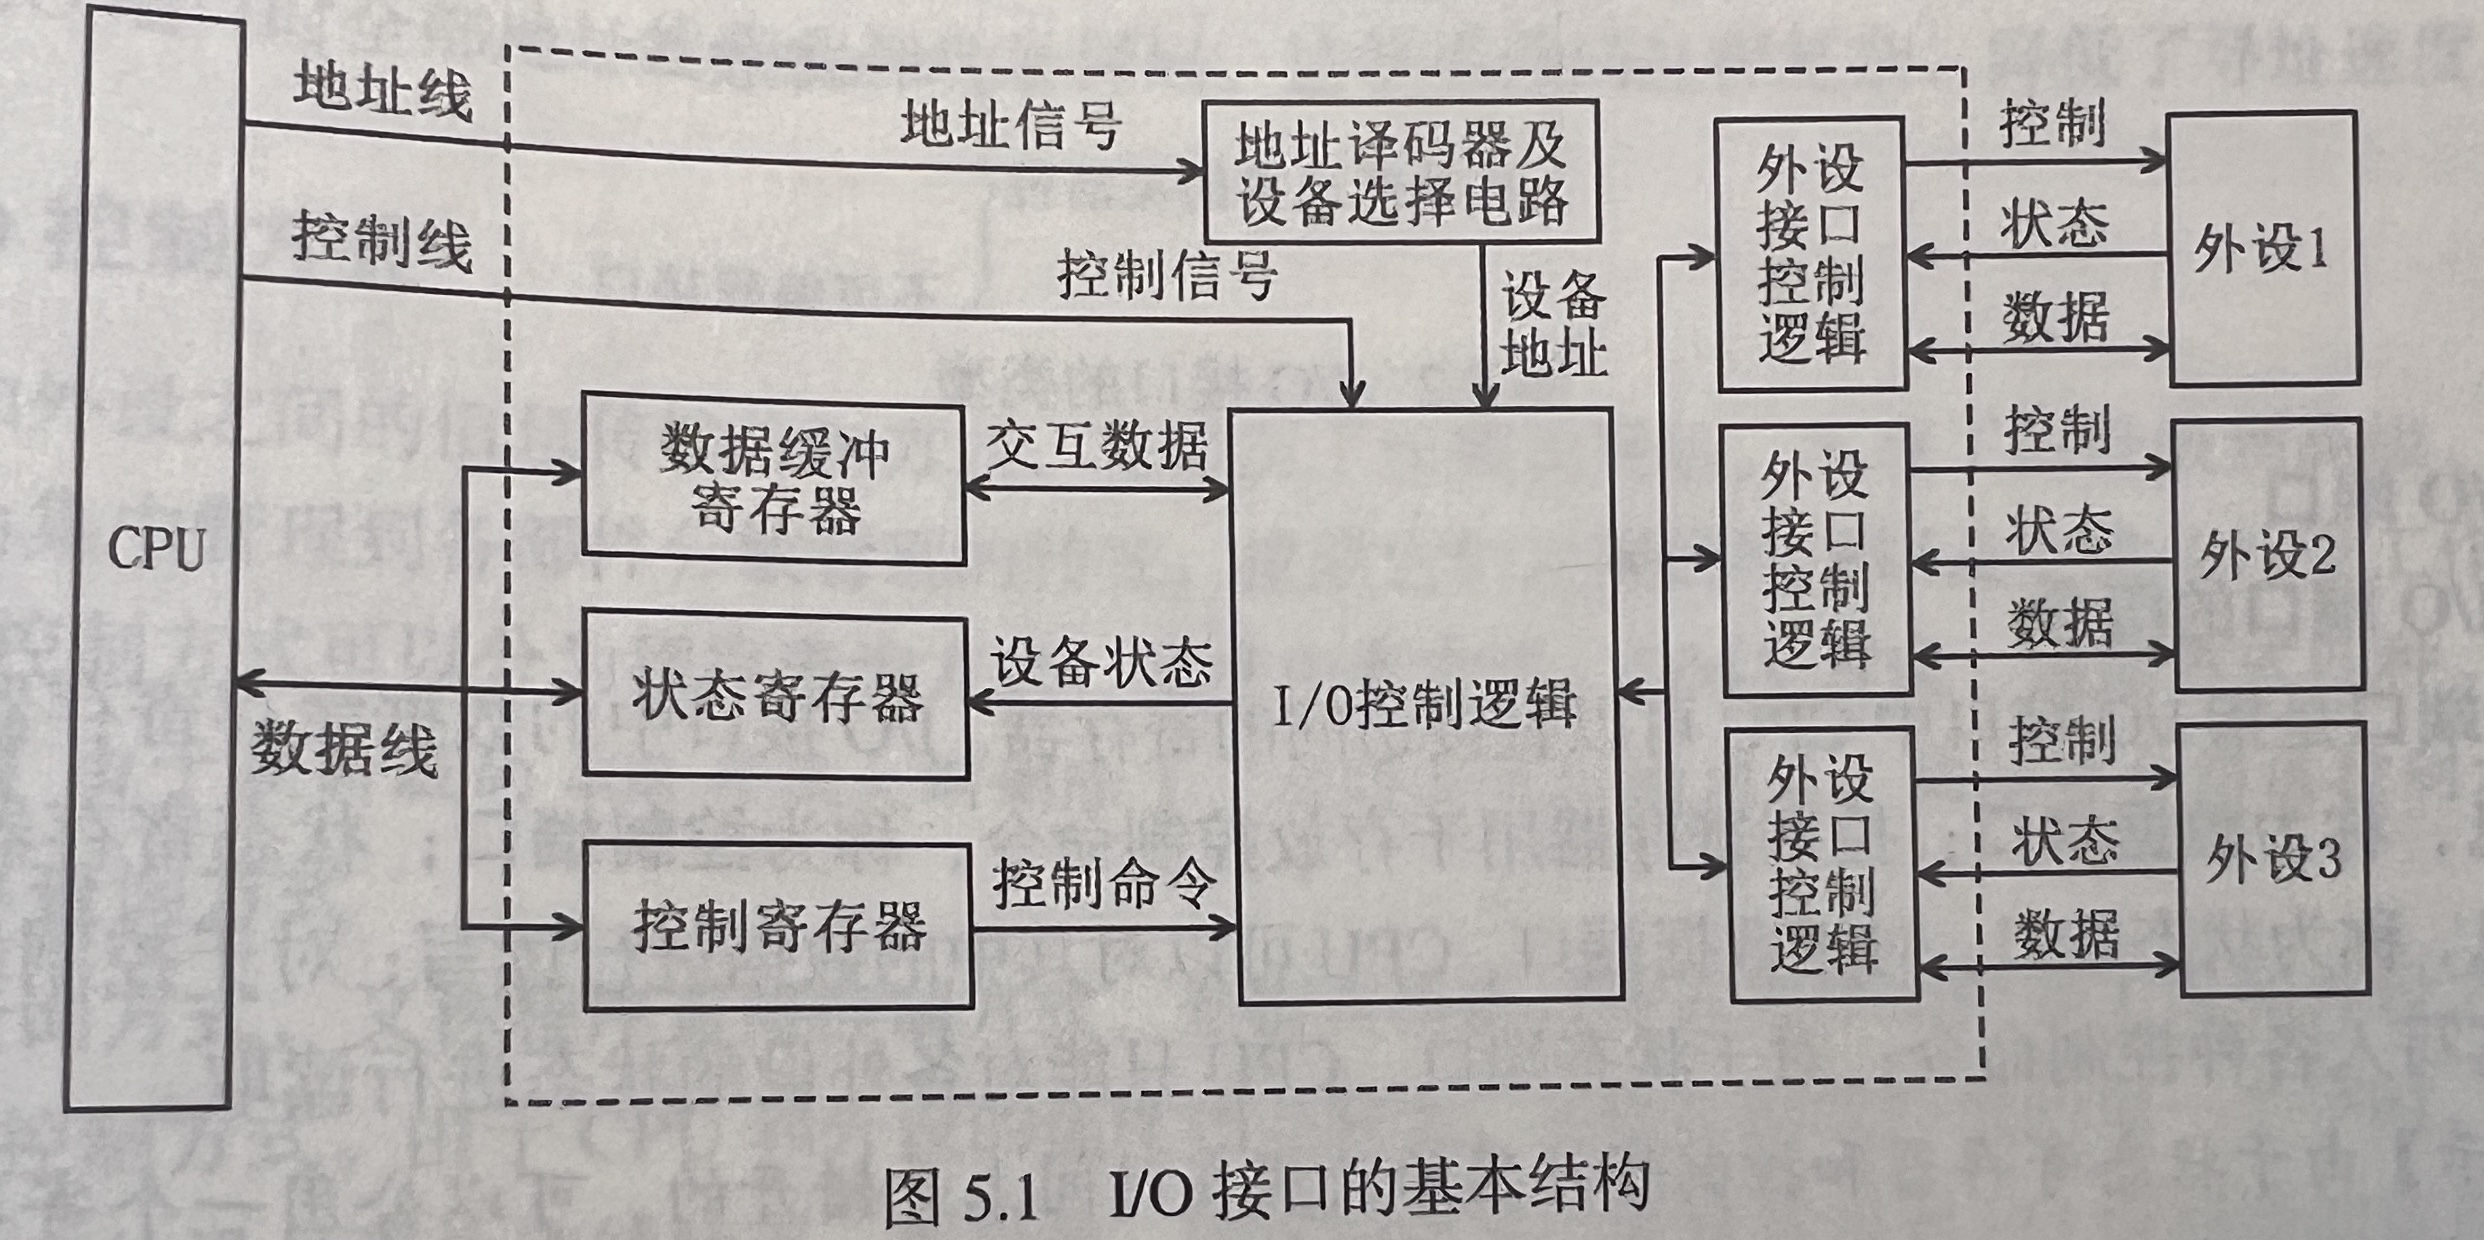 地址线
地址信号
地址译码器及
设备选择电路
控制线
控制信号
设备
地址
CPU
数据线
数据缓冲
寄存器
交互数据
状态寄存器
设备状态
控制寄存器
控制命令
I/O控制逻辑
外设
接口
控制
逻辑
控制
状态
数据
外设1
外设
接口
控制
逻辑
控制
状态
数据
外设2
外设
接口
控制
逻辑
控制
状态
数据
外设3
图 5.1 I/O 接口的基本结构